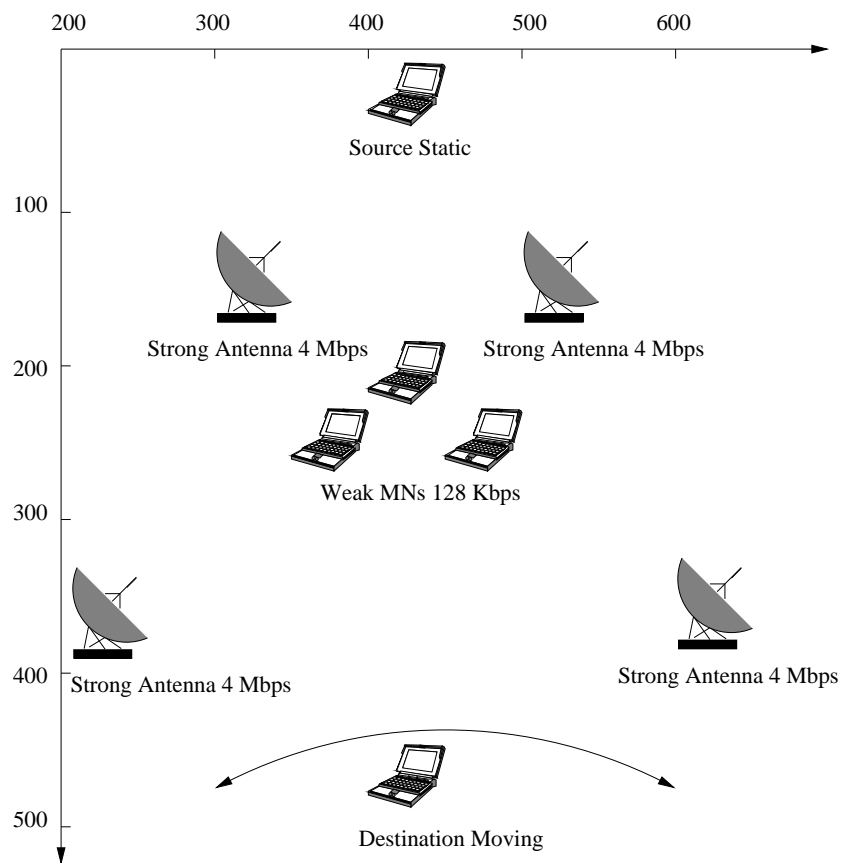 200 300 400 500 600
Source Static
100
Strong Antenna 4 Mbps Strong Antenna 4 Mbps
200
Weak MNs 128 Kbps
300
400
Strong Antenna 4 Mbps
Strong Antenna 4 Mbps
500
Destination Moving